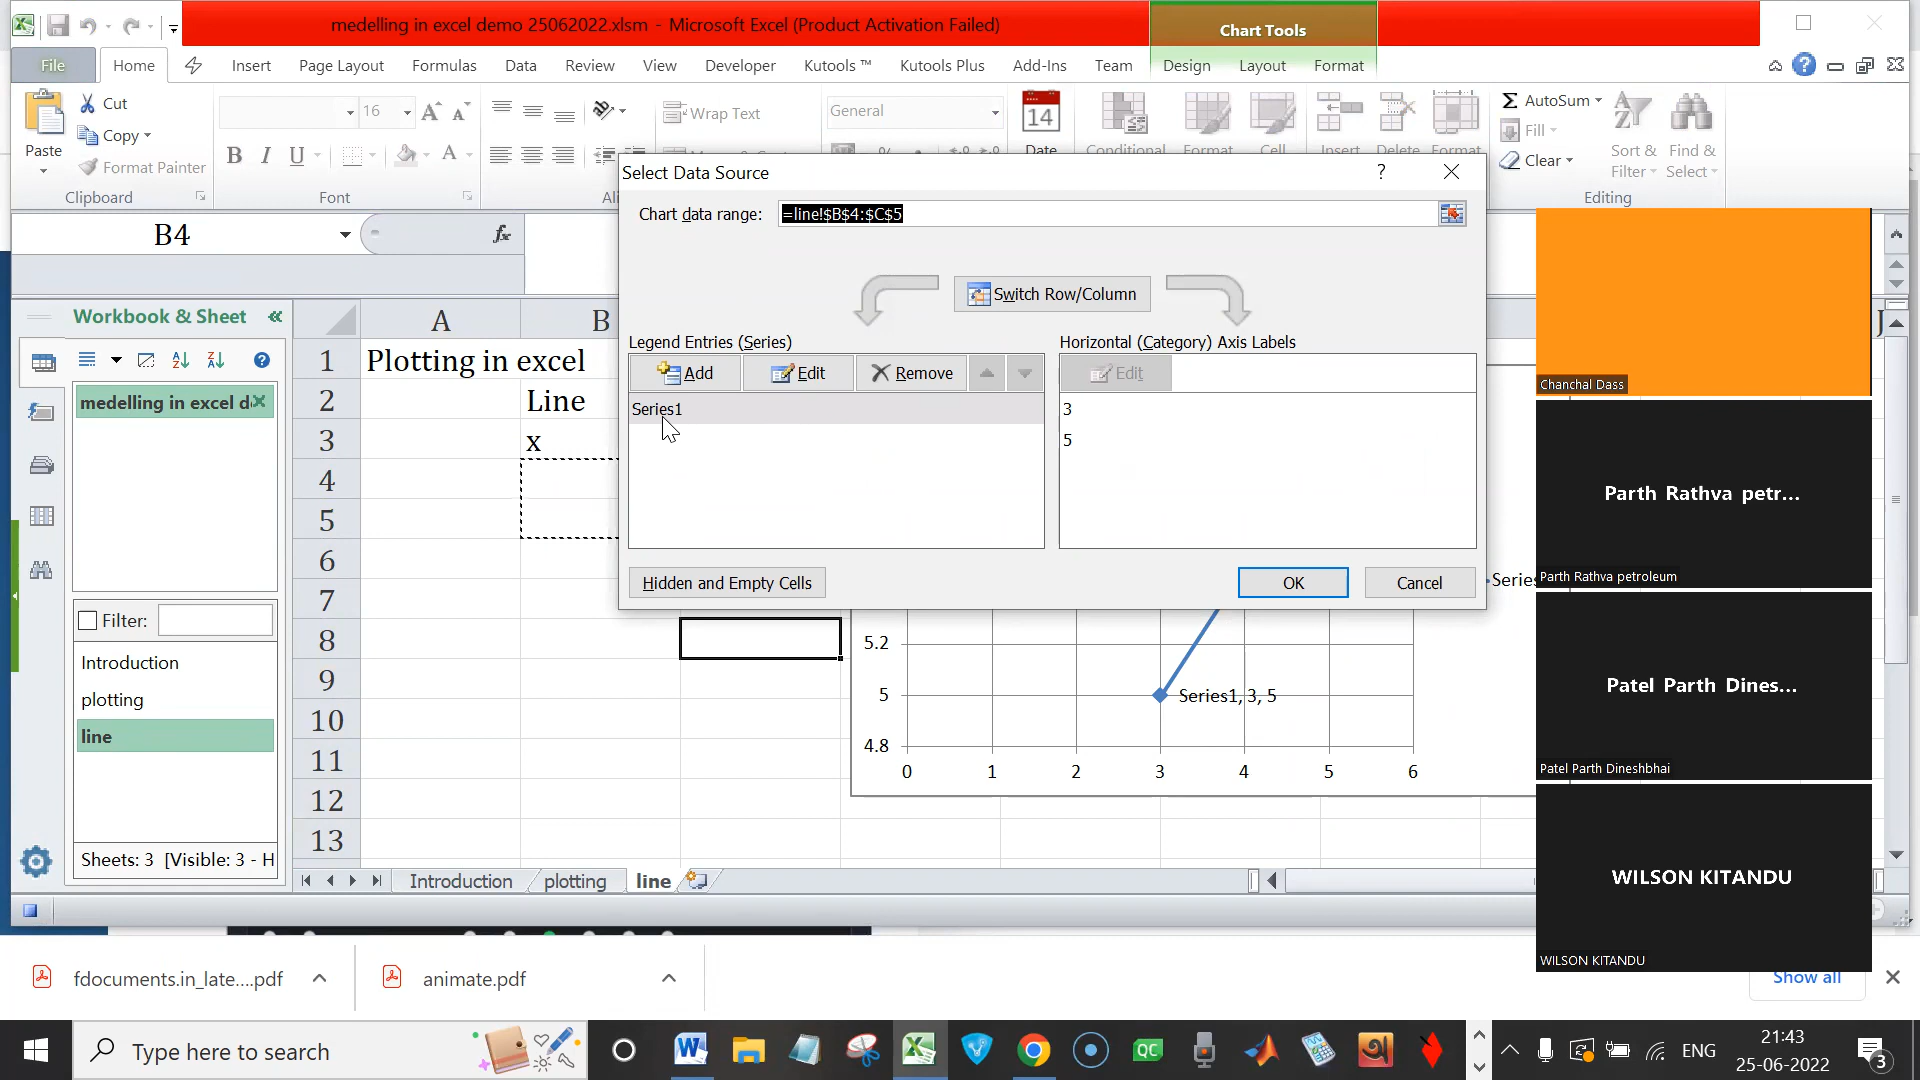 medelling in excel demo 25062022.xlsm - Microsoft Excel (Product Activation Failed)
Chart Tools
File Home Insert Page Layout Formulas Data Review View Developer Kutools ™ Kutools Plus Add-Ins Team Design Layout Format
Cut
Copy
Format Painter
Paste
Clipboard
16
B I U
Font
Wrap Text
General
14
AutoSum
Fill
Clear
Sort & Filter
Find & Select
Editing
B4
fx
Select Data Source
?
Chart data range:
=line!$B$4:$C$5
Switch Row/Column
Legend Entries (Series)
Horizontal (Category) Axis Labels
Add Edit Remove
Edit
Series1
3
5
Hidden and Empty Cells
OK
Cancel
Workbook & Sheet
medelling in excel d
Filter:
Introduction
plotting
line
Sheets: 3 [Visible: 3 - H
A B J
1 Plotting in excel
2 Line
3 x
4
5
6
7
8
9
10
11
12
13
5.2
5
4.8
0 1 2 3 4 5 6
Series1, 3, 5
Series
Introduction plotting line
Chanchal Dass
Parth Rathva petr...
Parth Rathva petroleum
Patel Parth Dines...
Patel Parth Dineshbhai
WILSON KITANDU
WILSON KITANDU
fdocuments.in_late....pdf
animate.pdf
Show all
Type here to search
QC
ENG
21:43
25-06-2022
3